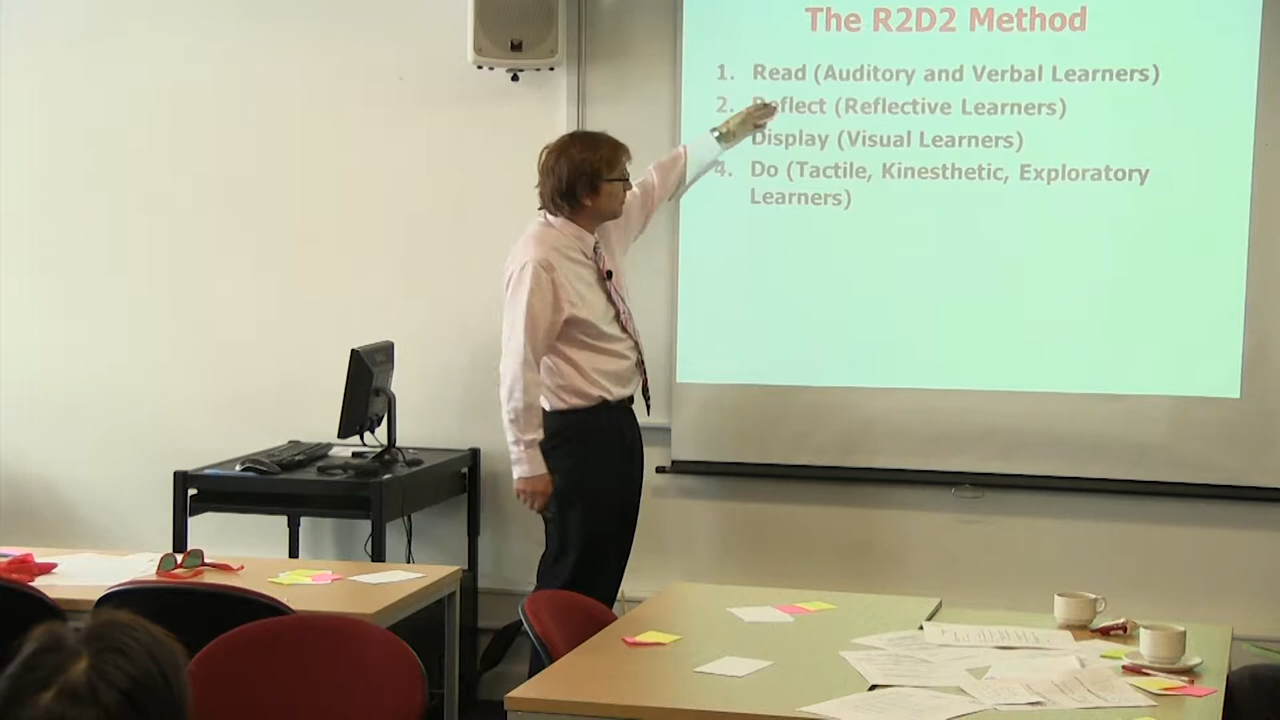 The R2D2 Method
1. Read (Auditory and Verbal Learners)
2. Reflect (Reflective Learners)
Display (Visual Learners)
4. Do (Tactile, Kinesthetic, Exploratory
Learners)